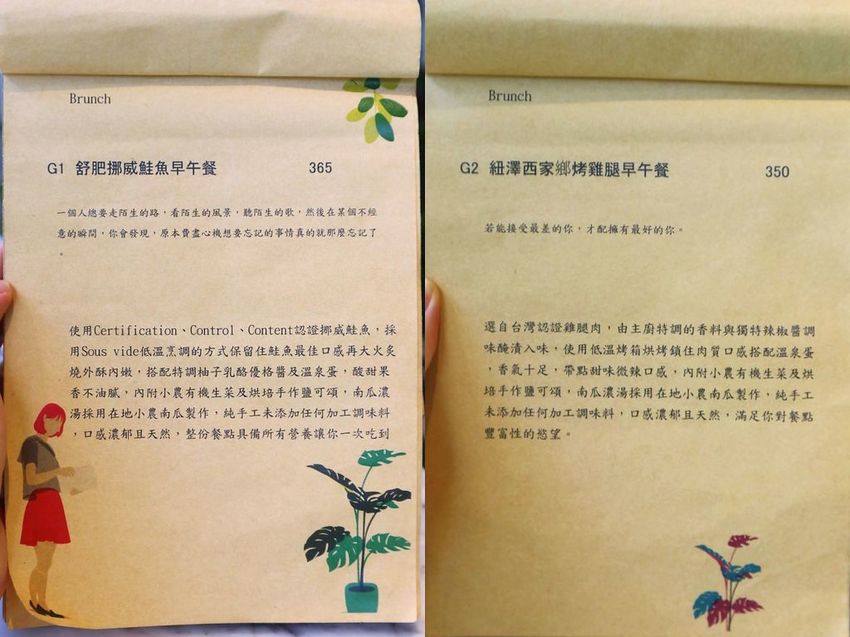 Brunch
G1 舒肥挪威鮭魚早午餐 365
一個人總要走陌生的路，看陌生的風景，聽陌生的歌，然後在某個不經
意的瞬間，你會發現，原本費盡心機想要忘記的事情真的就那麼忘記了
。
使用Certification、Control、Content認證挪威鮭魚，採
用Sous vide低溫烹調的方式保留住鮭魚最佳口感再大火炙
燒外酥內嫩，搭配特調柚子乳酪優格醬及溫泉蛋，酸甜果
香不油膩，內附小農有機生菜及烘培手作鹽可頌，南瓜濃
湯採用在地小農南瓜製作，純手工未添加任何加工調味料
，口感濃郁且天然，整份餐點具備所有營養讓你一次吃到
Brunch
G2 紐澤西家鄉烤雞腿早午餐 350
若能接受最差的你，才配擁有最好的你。
選自台灣認證雞腿肉，由主廚特調的香料與獨特辣椒醬調
味醃漬入味，使用低溫烤箱烘烤鎖住肉質口感搭配溫泉蛋
，香氣十足，帶點甜味微辣口感，內附小農有機生菜及烘
培手作鹽可頌，南瓜濃湯採用在地小農南瓜製作，純手工
未添加任何加工調味料，口感濃郁且天然，滿足你對餐點
豐富性的慾望。